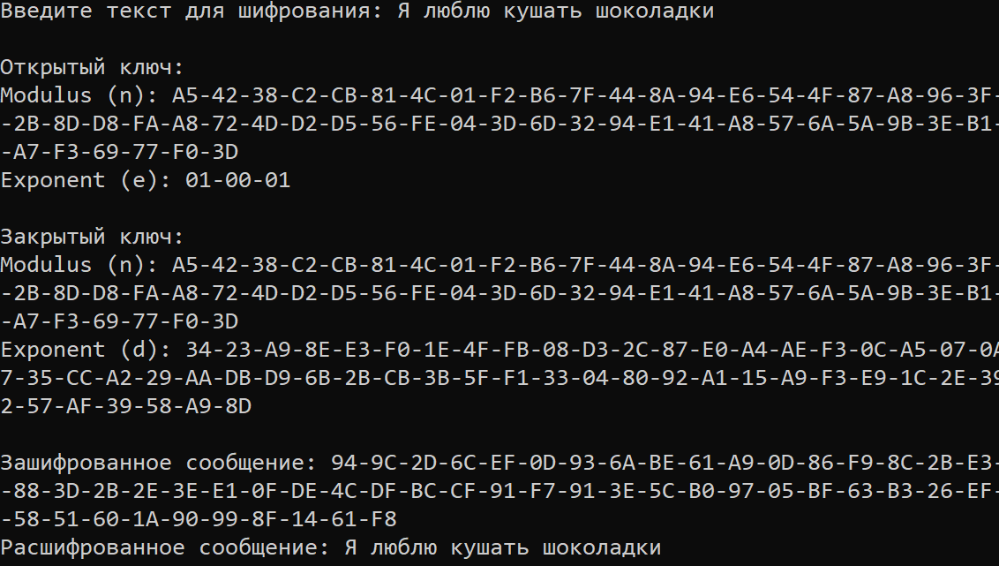 Введите текст для шифрования: Я люблю кушать шоколадки
Открытый ключ:
Modulus (n): A5-42-38-C2-CB-81-4C-01-F2-B6-7F-44-8A-94-E6-54-4F-87-A8-96-3F-
-2B-8D-D8-FA-A8-72-4D-D2-D5-56-FE-04-3D-6D-32-94-E1-41-A8-57-6A-5A-9B-3E-B1-
-A7-F3-69-77-F0-3D
Exponent (e): 01-00-01
Закрытый ключ:
Modulus (n): A5-42-38-C2-CB-81-4C-01-F2-B6-7F-44-8A-94-E6-54-4F-87-A8-96-3F-
-2B-8D-D8-FA-A8-72-4D-D2-D5-56-FE-04-3D-6D-32-94-E1-41-A8-57-6A-5A-9B-3E-B1-
-A7-F3-69-77-F0-3D
Exponent (d): 34-23-A9-8E-E3-F0-1E-4F-FB-08-D3-2C-87-E0-A4-AE-F3-0C-A5-07-0A
7-35-CC-A2-29-AA-DB-D9-6B-2B-CB-3B-5F-F1-33-04-80-92-A1-15-A9-F3-E9-1C-2E-39
2-57-AF-39-58-A9-8D
Зашифрованное сообщение: 94-9C-2D-6C-EF-0D-93-6A-BE-61-A9-0D-86-F9-8C-2B-E3-
-88-3D-2B-2E-3E-E1-0F-DE-4C-DF-BC-CF-91-F7-91-3E-5C-B0-97-05-BF-63-B3-26-EF-
-58-51-60-1A-90-99-8F-14-61-F8
Расшифрованное сообщение: Я люблю кушать шоколадки